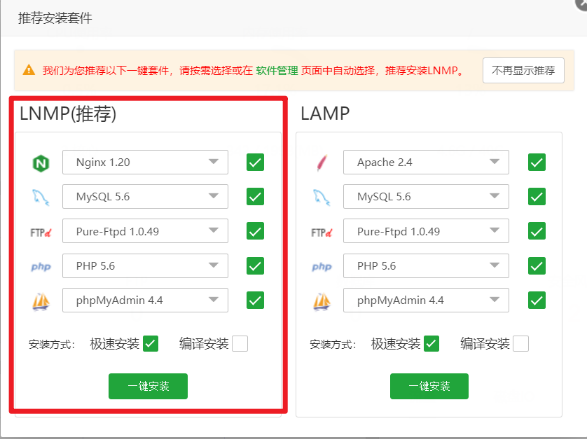 推荐安装套件
我们为您推荐以下一键套件，请按需选择或在 软件管理 页面中自动选择，推荐安装LNMP。
不再显示推荐
LNMP(推荐)
Nginx 1.20
MySQL 5.6
FTPd Pure-Ftpd 1.0.49
php PHP 5.6
phpMyAdmin 4.4
安装方式： 极速安装 编译安装
一键安装
LAMP
Apache 2.4
MySQL 5.6
FTPd Pure-Ftpd 1.0.49
php PHP 5.6
phpMyAdmin 4.4
安装方式： 极速安装 编译安装
一键安装